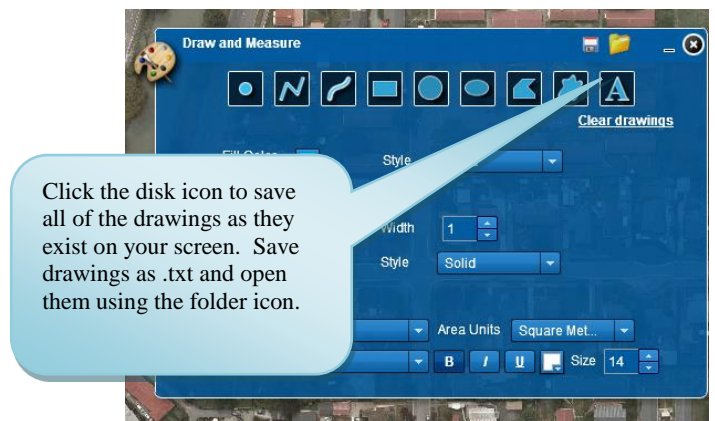 Draw and Measure
A
Clear drawings
Style
Click the disk icon to save
all of the drawings as they
exist on your screen. Save
drawings as .txt and open
them using the folder icon.
Width 1
Style Solid
Area Units Square Met...
B I U Size 14